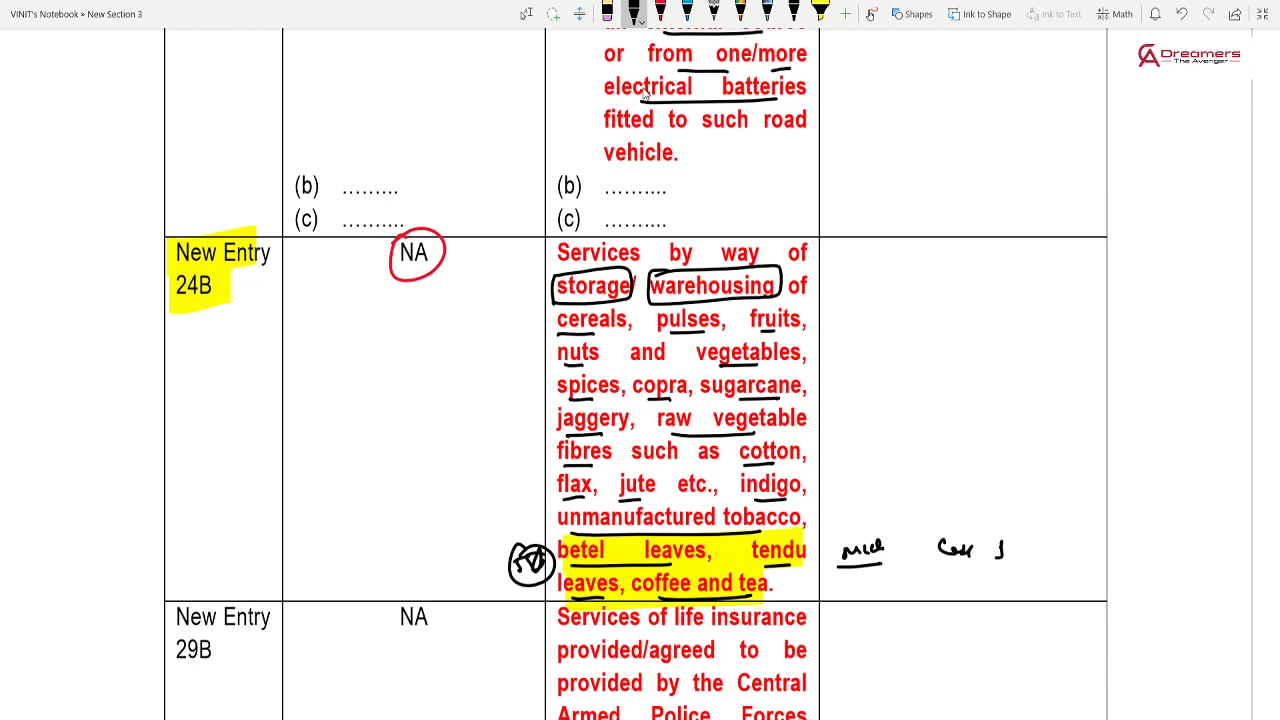 VINIT's Notebook » New Section 3
Shapes
Ink to Shape
Ink to Text
Math
Dreamers
The Avenger
or from one/more
electrical batteries
fitted to such road
vehicle.
(b) ……...
(b) ……....
(c) ……....
(c) ……....
New Entry
24B
NA
Services by way of
storage/ warehousing of
cereals, pulses, fruits,
nuts and vegetables,
spices, copra, sugarcane,
jaggery, raw vegetable
fibres such as cotton,
flax, jute etc., indigo,
unmanufactured tobacco,
betel leaves, tendu
leaves, coffee and tea.
New Entry
29B
NA
Services of life insurance
provided/agreed to be
provided by the Central
Armed Police Forces